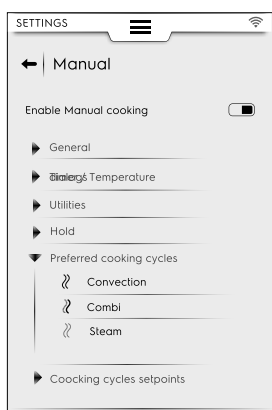 SETTINGS
Manual
Enable Manual cooking
General
Temperature
Utilities
Hold
Preferred cooking cycles
Convection
Combi
Steam
Coocking cycles setpoints